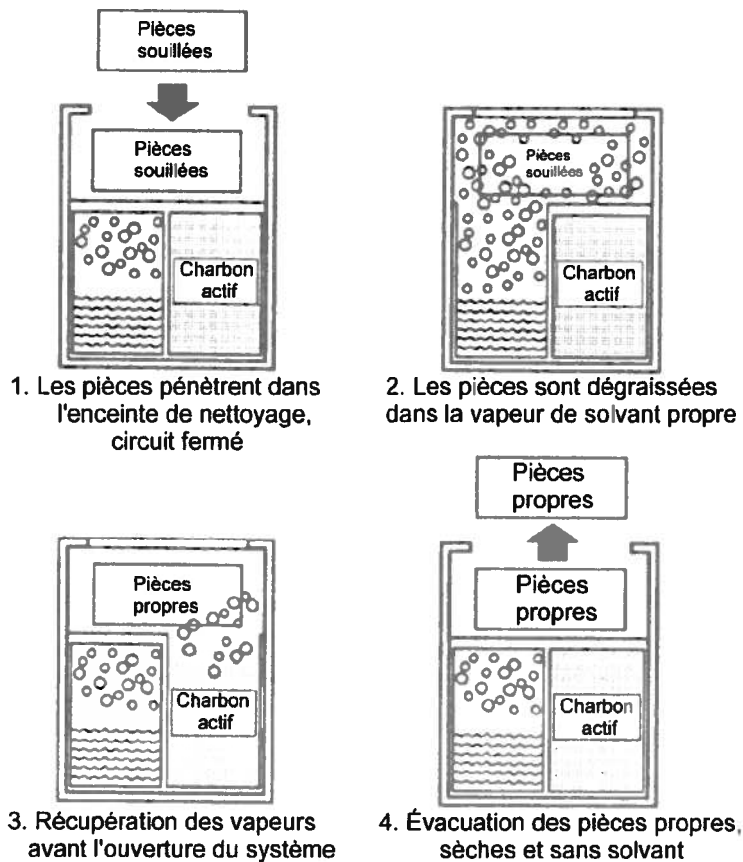 Pièces
souillées
Pièces
souillées
Charbon
actif
1. Les pièces pénètrent dans
l'enceinte de nettoyage,
circuit fermé
Pièces
souillées
Charbon
actif
2. Les pièces sont dégraissées
dans la vapeur de solvant propre
Pièces
propres
Charbon
actif
3. Récupération des vapeurs
avant l'ouverture du système
Pièces
propres
Pièces
propres
Charbon
actif
4. Évacuation des pièces propres,
sèches et sans solvant